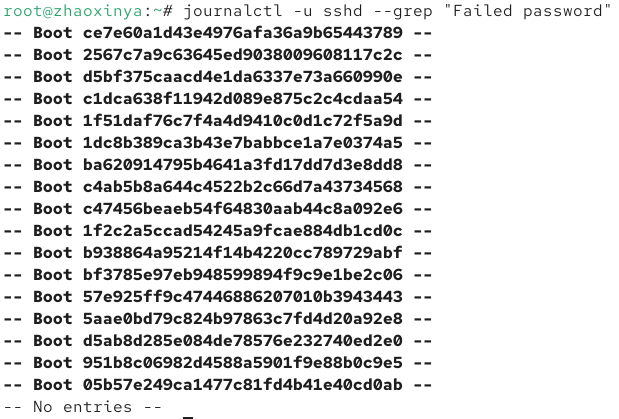 root@zhaoxinya:~# journalctl -u sshd --grep "Failed password"
-- Boot ce7e60a1d43e4976afa36a9b65443789 --
-- Boot 2567c7a9c63645ed9038009608117c2c --
-- Boot d5bf375caacd4e1da6337e73a660990e --
-- Boot c1dca638f11942d089e875c2c4cdaa54 --
-- Boot 1f51daf76c7f4a4d9410c0d1c72f5a9d --
-- Boot 1dc8b389ca3b43e7babbce1a7e0374a5 --
-- Boot ba620914795b4641a3fd17dd7d3e8dd8 --
-- Boot c4ab5b8a644c4522b2c66d7a43734568 --
-- Boot c47456beaeb54f64830aab44c8a092e6 --
-- Boot 1f2c2a5ccad54245a9fcae884db1cd0c --
-- Boot b938864a95214f14b4220cc789729abf --
-- Boot bf3785e97eb948599894f9c9e1be2c06 --
-- Boot 57e925ff9c47446886207010b3943443 --
-- Boot 5aae0bd79c824b97863c7fd4d20a92e8 --
-- Boot d5ab8d285e084de78576e232740ed2e0 --
-- Boot 951b8c06982d4588a5901f9e88b0c9e5 --
-- Boot 05b57e249ca1477c81fd4b41e40cd0ab --
-- No entries --